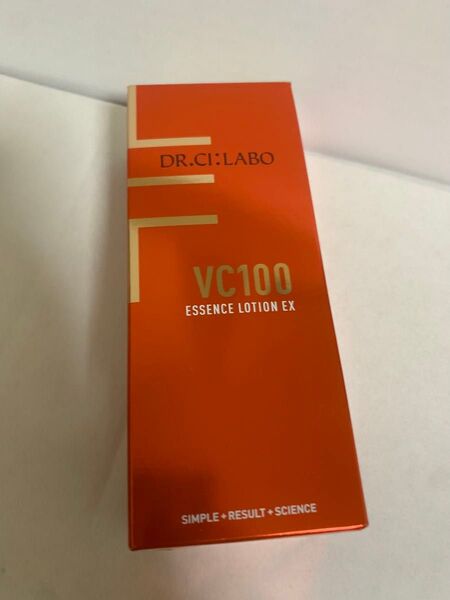 DR.CI:LABO
VC100
ESSENCE LOTION EX
SIMPLE+RESULT+SCIENCE